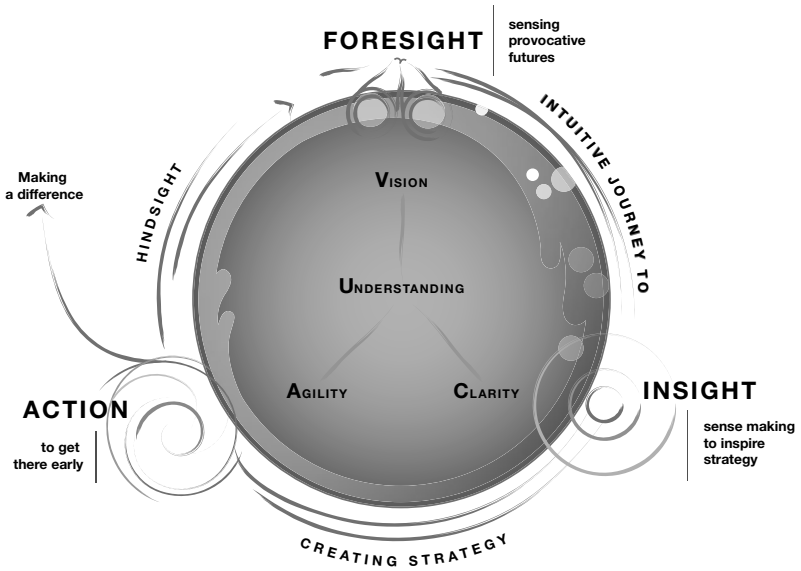 FORESIGHT
sensing
provocative
futures
INTUITIVE JOURNEY TO
HINDSIGHT
Making
a difference
VISION
UNDERSTANDING
AGILITY
CLARITY
ACTION
to get
there early
INSIGHT
sense making
to inspire
strategy
CREATING STRATEGY